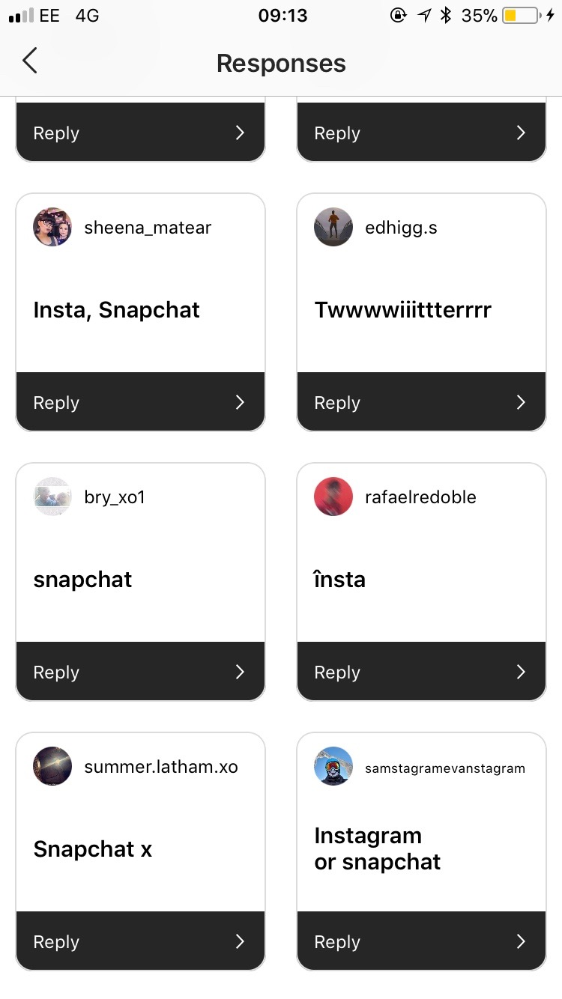 EE 4G 09:13 35%
Responses
Reply Reply
sheena_matear edhigg.s
Insta, Snapchat Twwwwiiittterrrr
Reply Reply
bry_xo1 rafaelredoble
snapchat însta
Reply Reply
summer.latham.xo samstagramevanstagram
Snapchat x
Instagram
or snapchat
Reply Reply